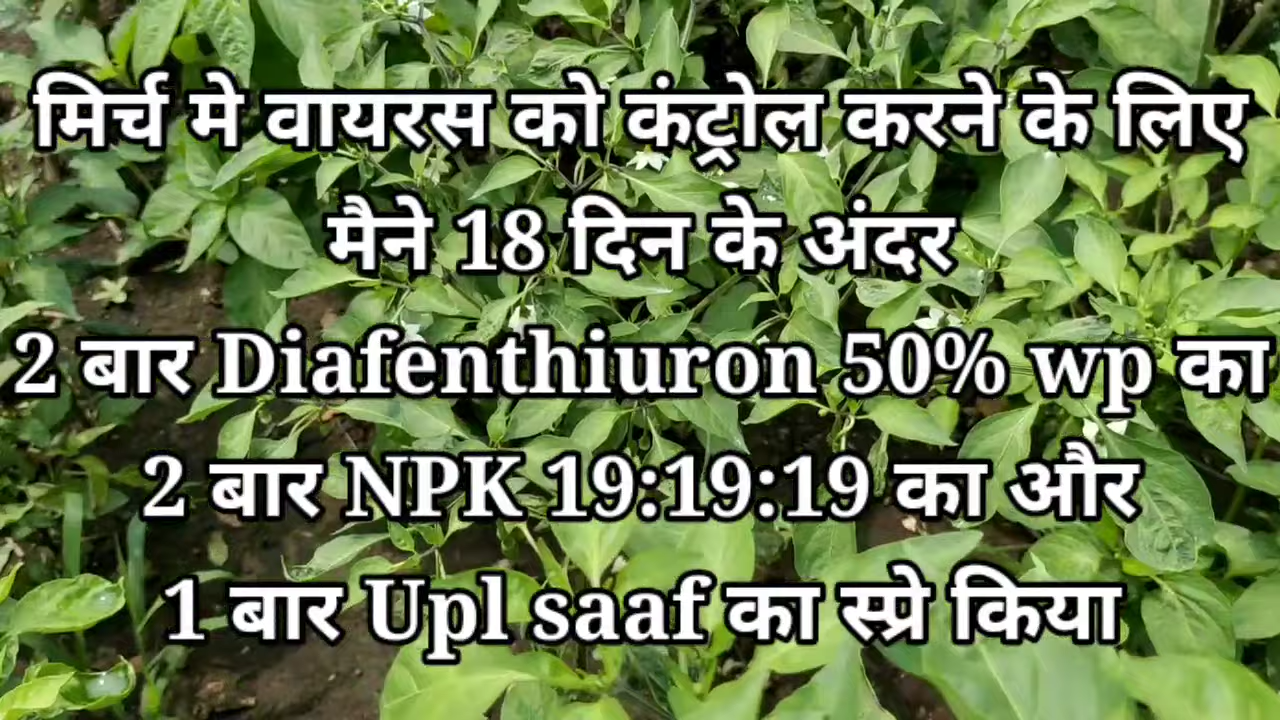 मिर्च मे वायरस को कंट्रोल करने के लिए
मैने 18 दिन के अंदर
2 बार Diafenthiuron 50% wp का
2 बार NPK 19:19:19 का और
1 बार Upl saaf का स्प्रे किया